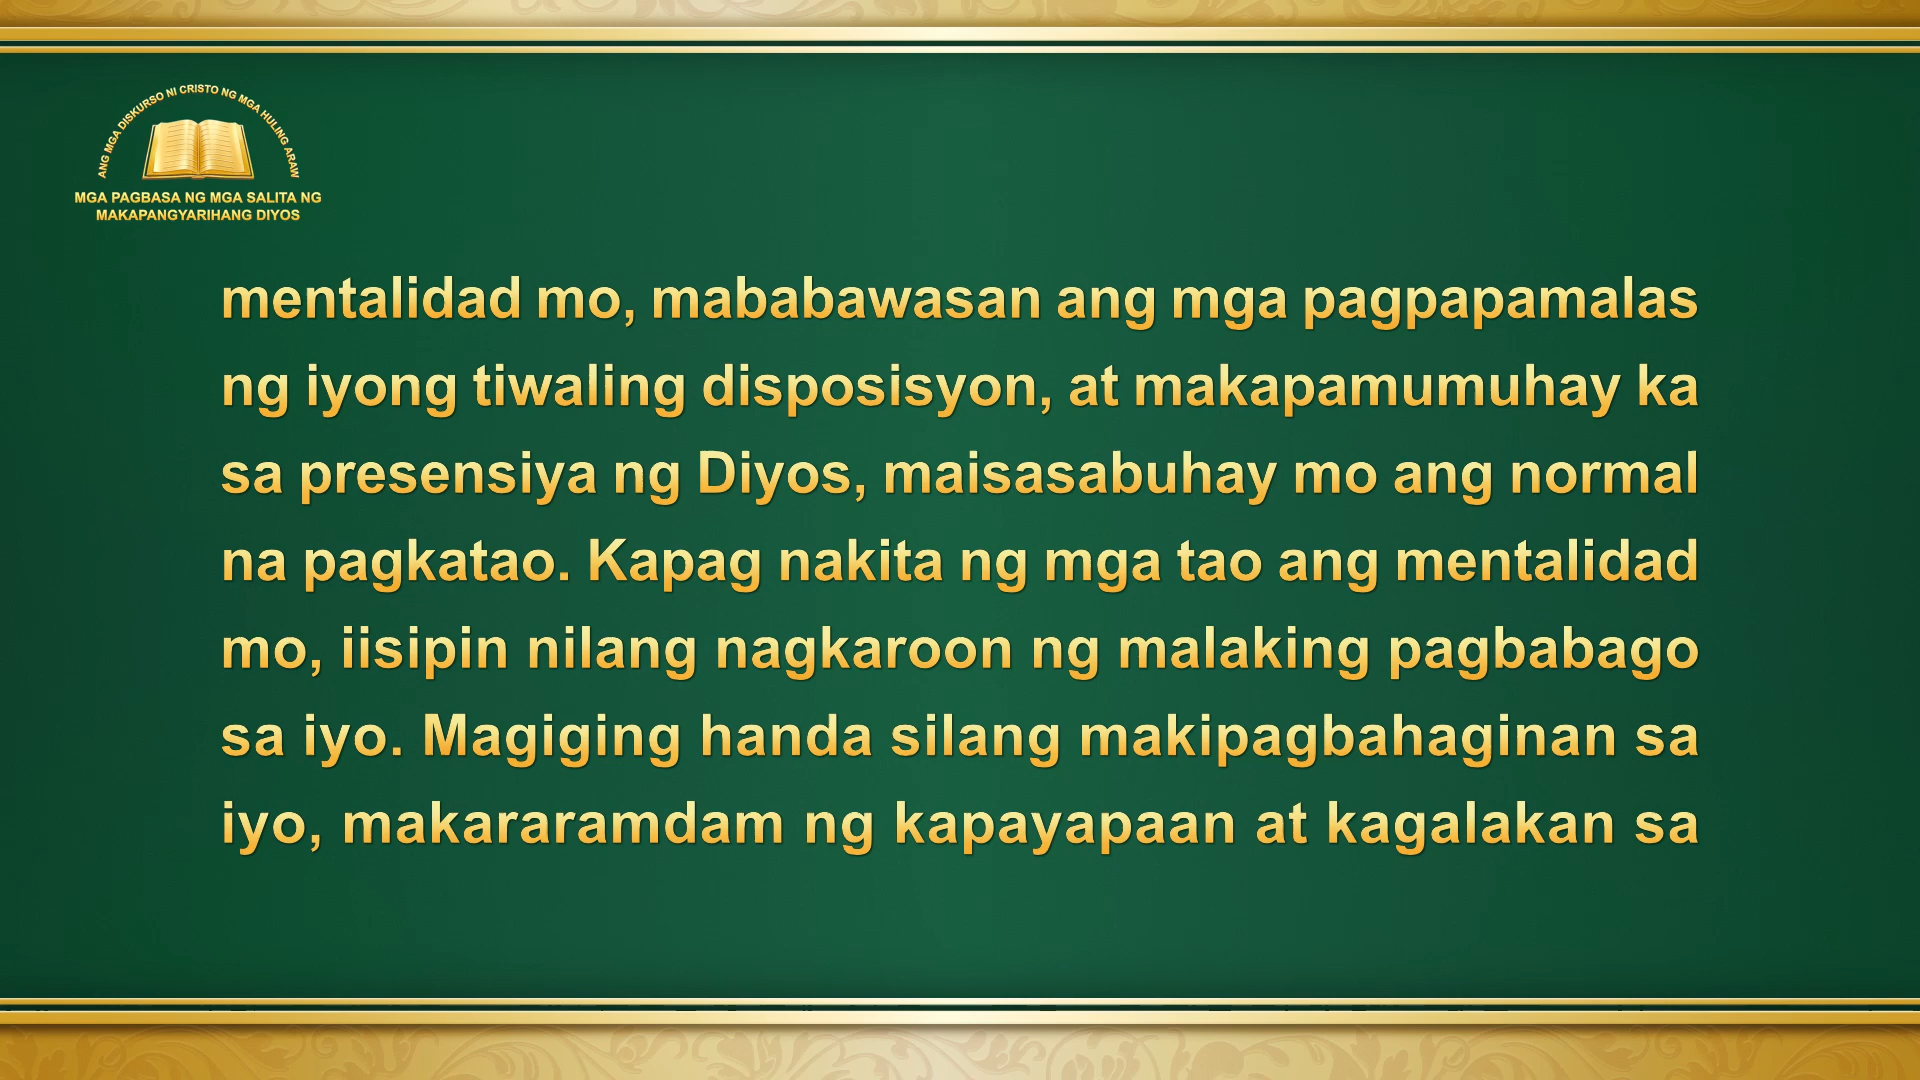 ANG MGA DISKURSO NI CRISTO NG MGA HULING ARAW
MGA PAGBASA NG MGA SALITA NG
MAKAPANGYARIHANG DIYOS
mentalidad mo, mababawasan ang mga pagpapamalas
ng iyong tiwaling disposisyon, at makapamumuhay ka
sa presensiya ng Diyos, maisasabuhay mo ang normal
na pagkatao. Kapag nakita ng mga tao ang mentalidad
mo, iisipin nilang nagkaroon ng malaking pagbabago
sa iyo. Magiging handa silang makipagbahaginan sa
iyo, makararamdam ng kapayapaan at kagalakan sa